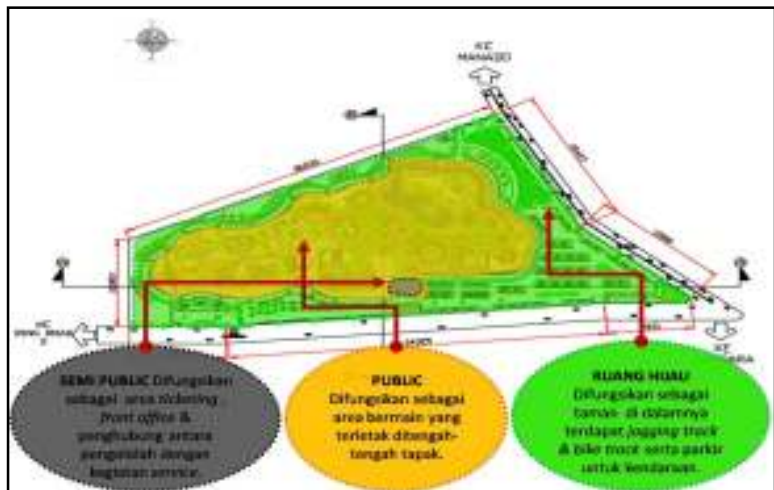 KE
MANADO
KE
KE
SEMI PUBLIC Difungsikan
sebagai area ticketing,
front office &
penghubung antara
pengelolah dengan
kegiatan service.
PUBLIC
Difungsikan sebagai
area bermain yang
terletak ditengah-
tengah tapak.
RUANG HIJAU
Difungsikan sebagai
taman di dalamnya
terdapat jogging track
& bike track serta parkir
untuk kendaraan.